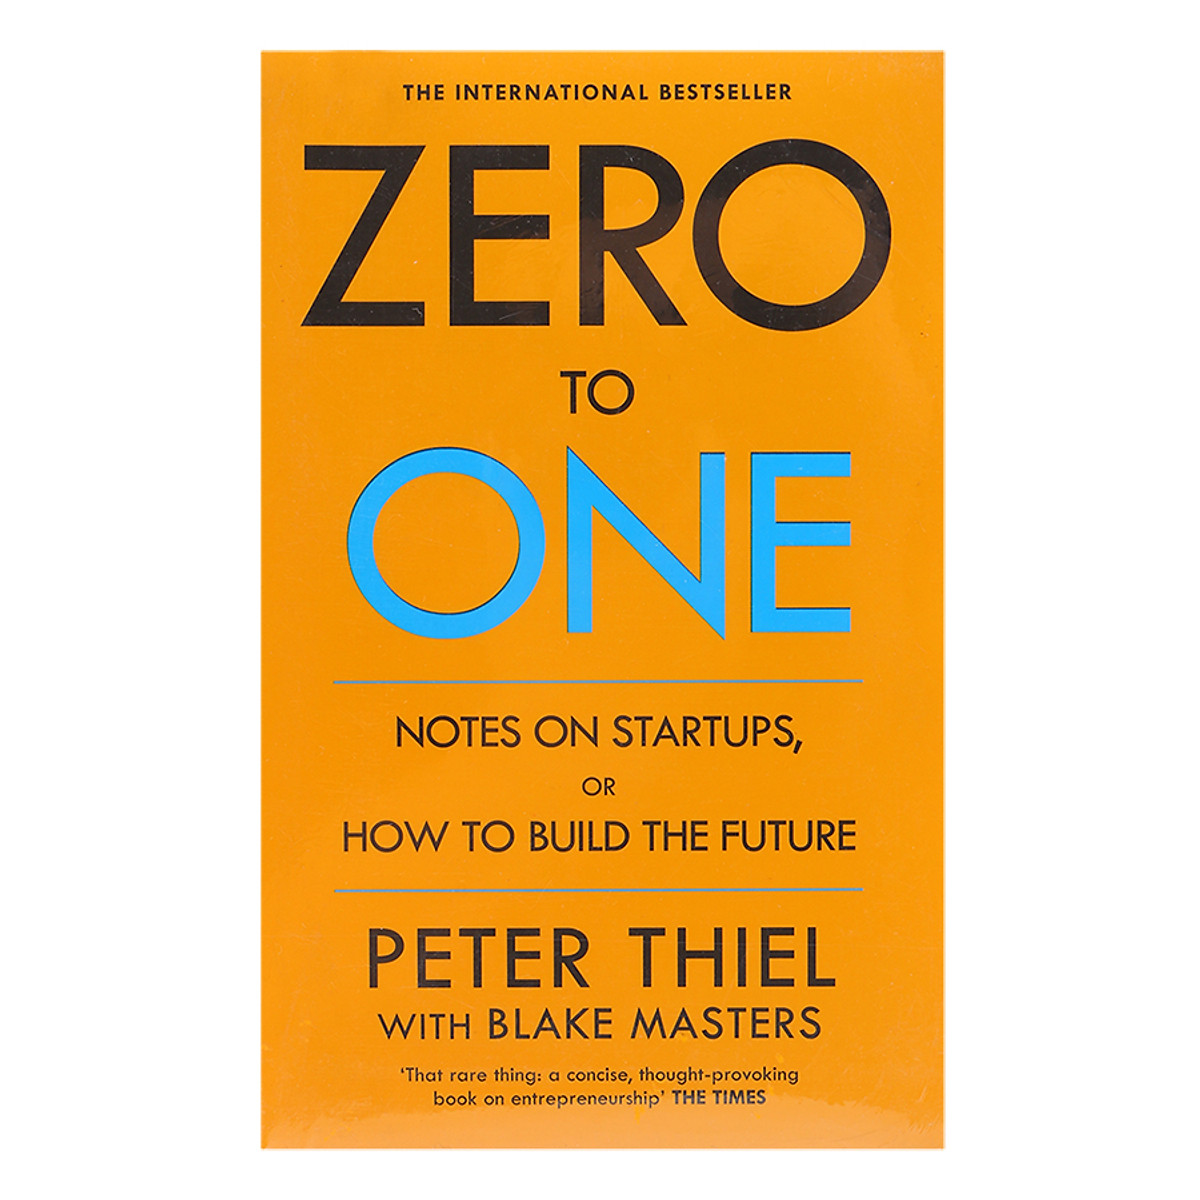 THE INTERNATIONAL BESTSELLER
ZERO
TO
ONE
NOTES ON STARTUPS,
OR
HOW TO BUILD THE FUTURE
PETER THIEL
WITH BLAKE MASTERS
‘That rare thing: a concise, thought-provoking
book on entrepreneurship’ THE TIMES